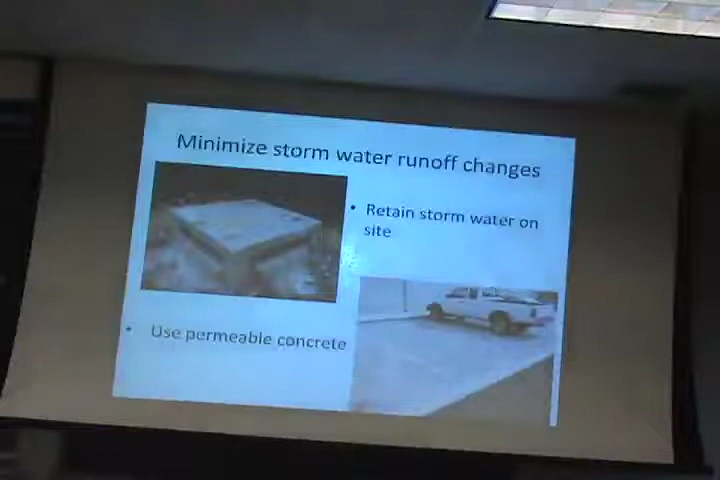 Minimize storm water runoff changes
• Retain storm water on
site
• Use permeable concrete